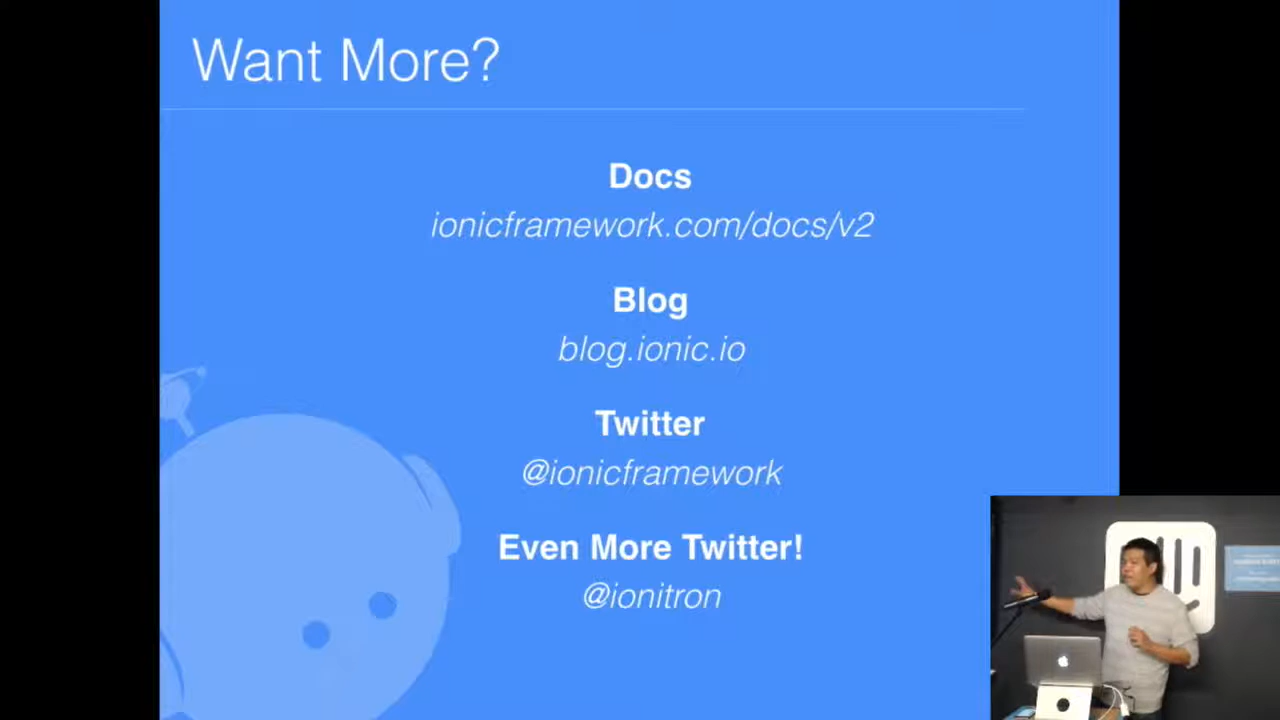 Want More?
Docs
ionicframework.com/docs/v2
Blog
blog.ionic.io
Twitter
@ionicframework
Even More Twitter!
@ionitron